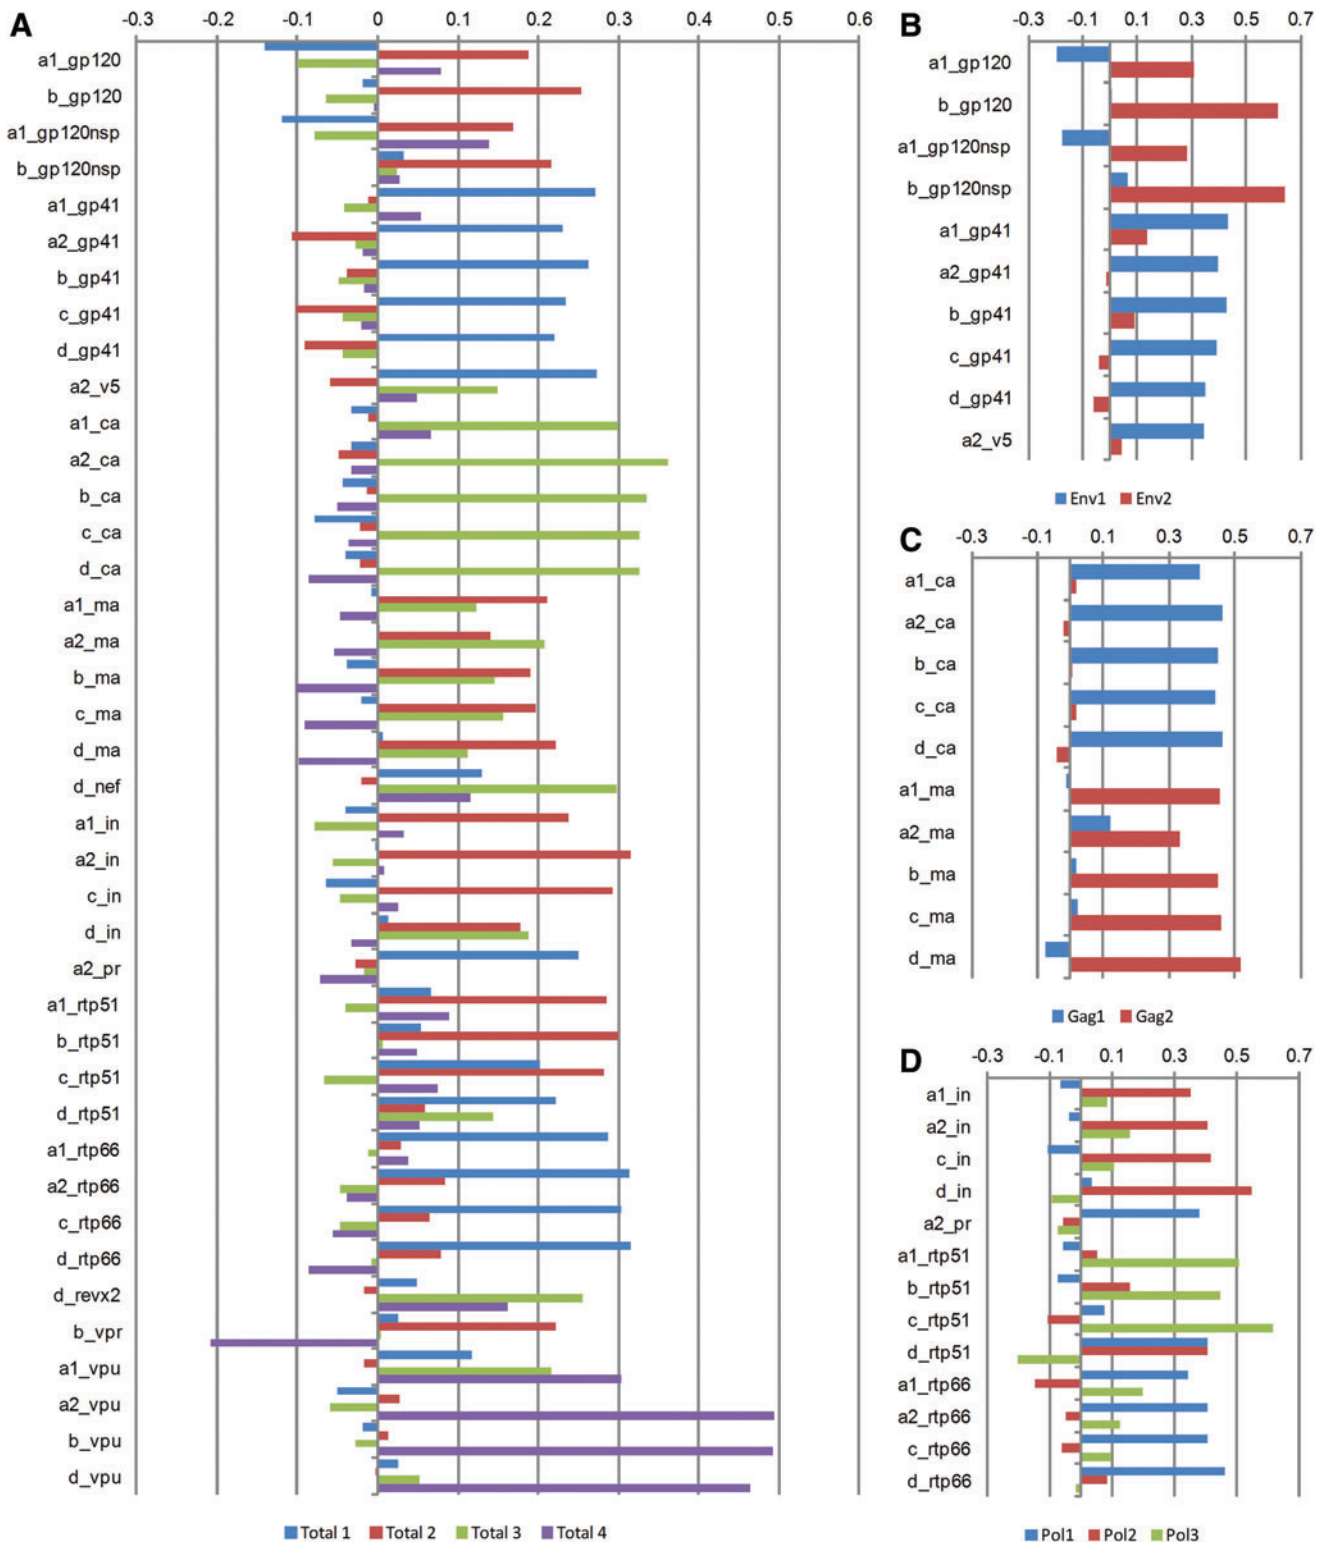 A
-0.3 -0.2 -0.1 0 0.1 0.2 0.3 0.4 0.5 0.6
a1_gp120
b_gp120
a1_gp120nsp
b_gp120nsp
a1_gp41
a2_gp41
b_gp41
c_gp41
d_gp41
a2_v5
a1_ca
a2_ca
b_ca
c_ca
d_ca
a1_ma
a2_ma
b_ma
c_ma
d_ma
d_nef
a1_in
a2_in
c_in
d_in
a2_pr
a1_rtp51
b_rtp51
c_rtp51
d_rtp51
a1_rtp66
a2_rtp66
c_rtp66
d_rtp66
d_revx2
b_vpr
a1_vpu
a2_vpu
b_vpu
d_vpu
Total 1 Total 2 Total 3 Total 4
B
-0.3 -0.1 0.1 0.3 0.5 0.7
a1_gp120
b_gp120
a1_gp120nsp
b_gp120nsp
a1_gp41
a2_gp41
b_gp41
c_gp41
d_gp41
a2_v5
Env1 Env2
C
-0.3 -0.1 0.1 0.3 0.5 0.7
a1_ca
a2_ca
b_ca
c_ca
d_ca
a1_ma
a2_ma
b_ma
c_ma
d_ma
Gag1 Gag2
D
-0.3 -0.1 0.1 0.3 0.5 0.7
a1_in
a2_in
c_in
d_in
a2_pr
a1_rtp51
b_rtp51
c_rtp51
d_rtp51
a1_rtp66
a2_rtp66
c_rtp66
d_rtp66
Pol1 Pol2 Pol3